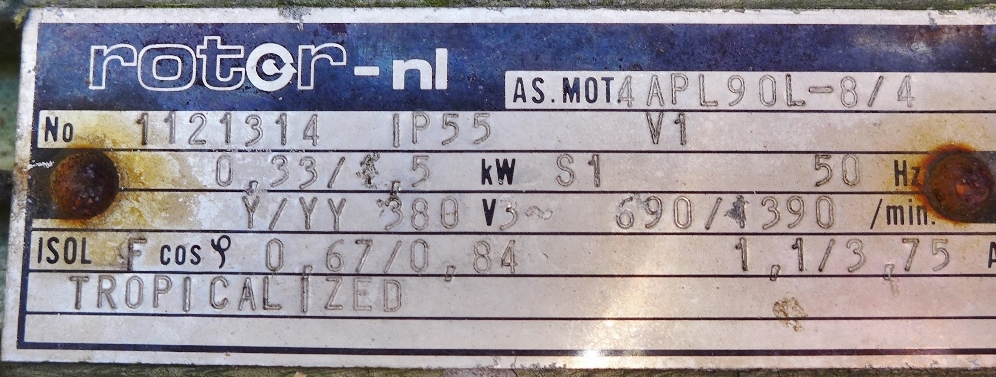 rotor-nl
AS.MOT. 4APL90L-8/4
No 1121314 IP55 V1
0,33/1,5 kW S1 50 Hz
Y/YY 380 V3~ 690/1390 /min.
ISOL F cos φ 0,67/0,84 1,1/3,75 A
TROPICALIZED